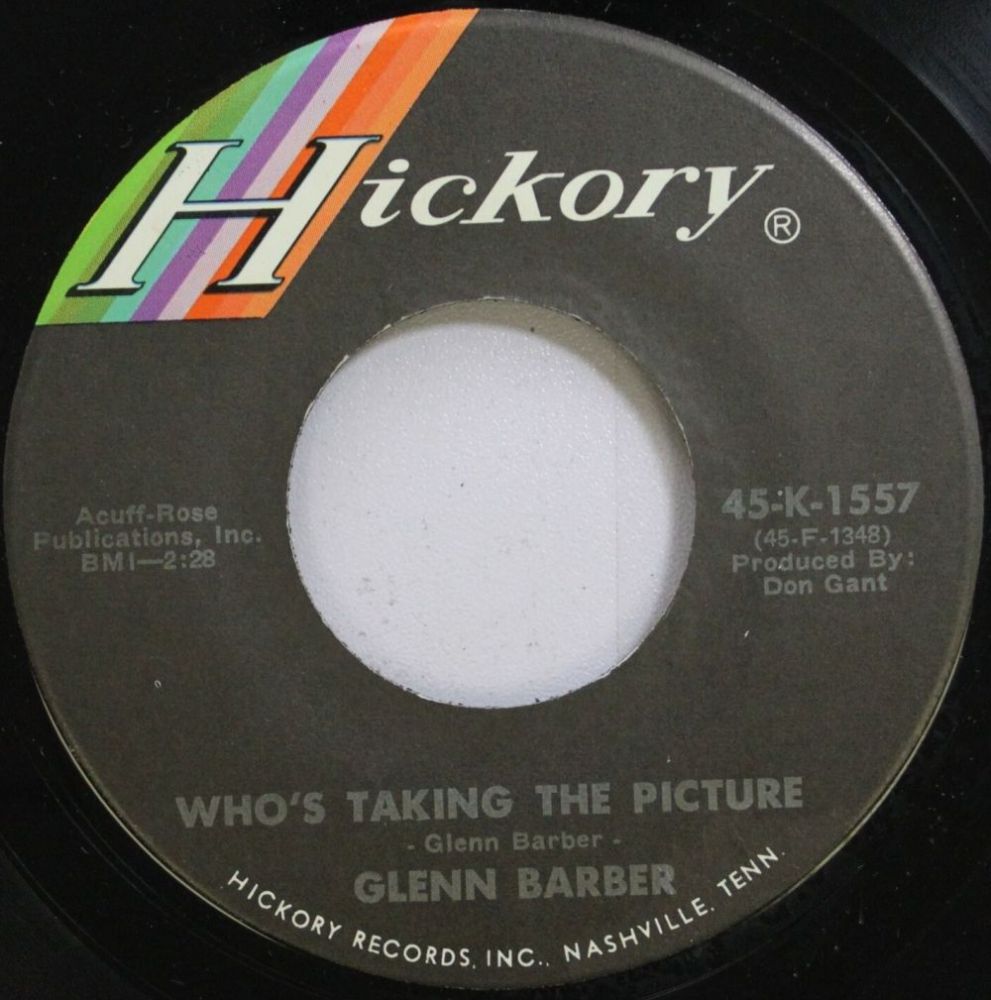 Hickory®
Acuff-Rose
Publications, Inc.
BMI—2:28
45-K-1557
(45-F-1348)
Produced By:
Don Gant
WHO'S TAKING THE PICTURE
- Glenn Barber -
GLENN BARBER
HICKORY RECORDS, INC., NASHVILLE, TENN.